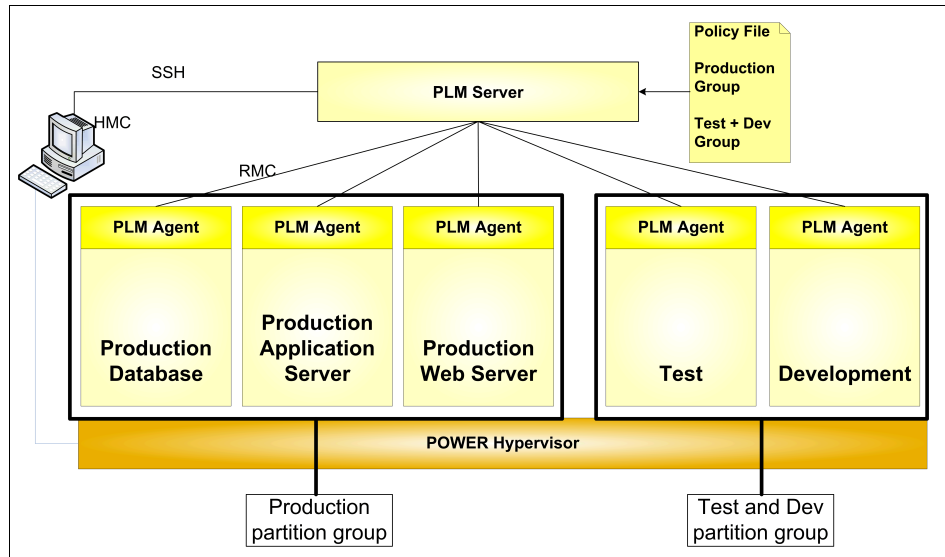 Policy File
Production
Group
Test + Dev
Group
SSH
PLM Server
HMC
RMC
PLM Agent
PLM Agent
PLM Agent
PLM Agent
PLM Agent
Production
Database
Production
Application
Server
Production
Web Server
Test
Development
POWER Hypervisor
Production
partition group
Test and Dev
partition group